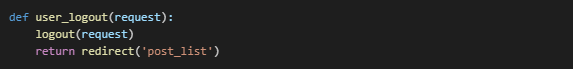 def user_logout(request):
    logout(request)
    return redirect('post_list')